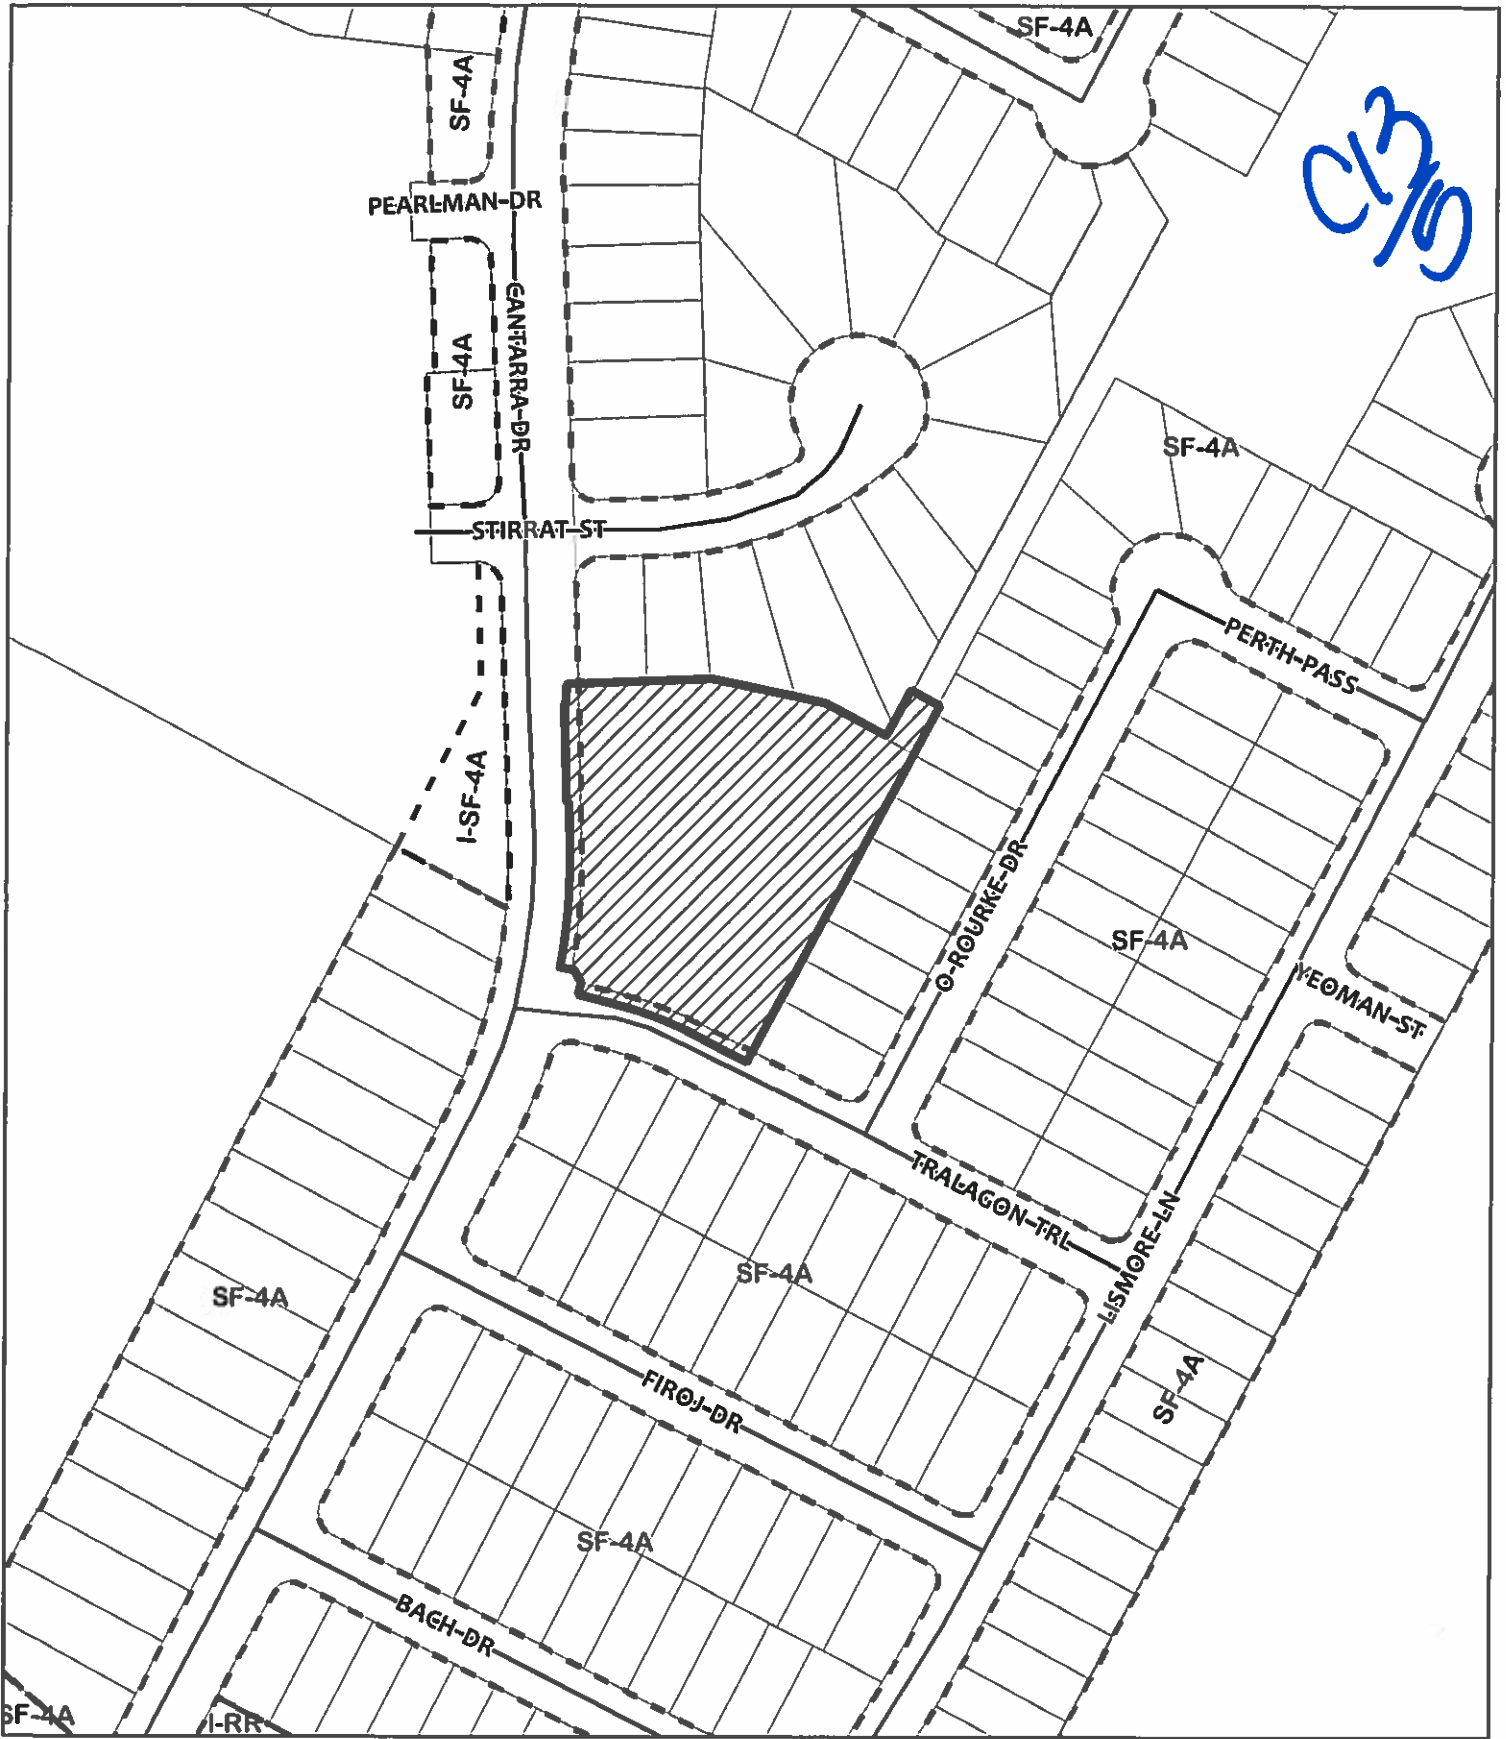 SF-4A
SF-4A
C13/5
PEARLMAN-DR
CANTARRA-DR
SF-4A
SF-4A
STIRRAT-ST
PERTH-PASS
I-SF-4A
O-ROURKE-DR
SF-4A
YEOMAN-ST
TRALAGON-TRL
LISMORE-LN
SF-4A
SF-4A
SF-4A
FIROJ-DR
SF-4A
BACH-DR
SF-4A
I-RR